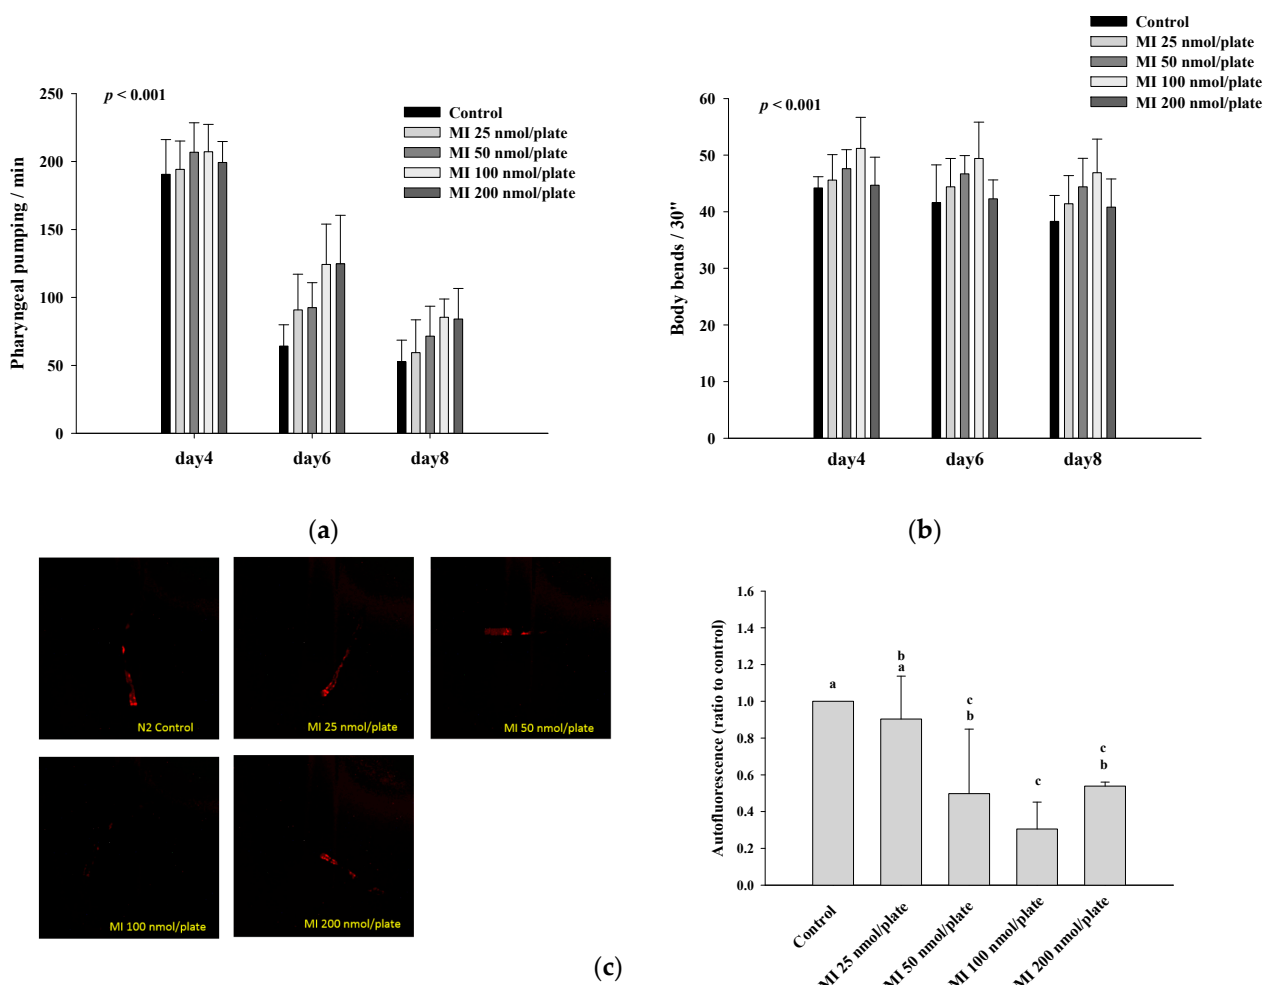 p < 0.001
Control
MI 25 nmol/plate
MI 50 nmol/plate
MI 100 nmol/plate
MI 200 nmol/plate
Pharyngeal pumping / min
250
200
150
100
50
0
day4 day6 day8
(a)
Control
MI 25 nmol/plate
MI 50 nmol/plate
MI 100 nmol/plate
MI 200 nmol/plate
p < 0.001
Body bends / 30"
60
50
40
30
20
10
0
day4 day6 day8
(b)
N2 Control
MI 25 nmol/plate
MI 50 nmol/plate
MI 100 nmol/plate
MI 200 nmol/plate
Autofluorescence (ratio to control)
1.6
1.4
1.2
1.0
0.8
0.6
0.4
0.2
0.0
a
b
a
c
b
c
c
b
Control
MI 25 nmol/plate
MI 50 nmol/plate
MI 100 nmol/plate
MI 200 nmol/plate
(c)